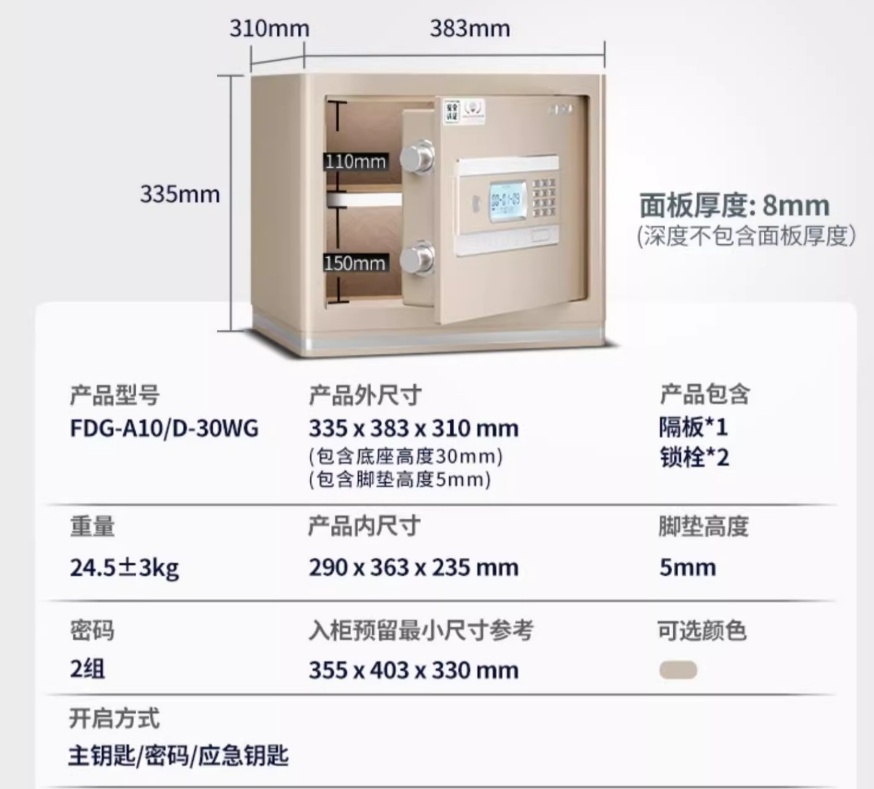 310mm
383mm
110mm
335mm
面板厚度: 8mm
(深度不包含面板厚度)
150mm
产品型号
产品外尺寸
产品包含
FDG-A10/D-30WG
335 x 383 x 310 mm
隔板*1
(包含底座高度30mm)
锁栓*2
(包含脚垫高度5mm)
重量
产品内尺寸
脚垫高度
24.5±3kg
290 x 363 x 235 mm
5mm
密码
入柜预留最小尺寸参考
可选颜色
2组
355 x 403 x 330 mm
开启方式
主钥匙/密码/应急钥匙